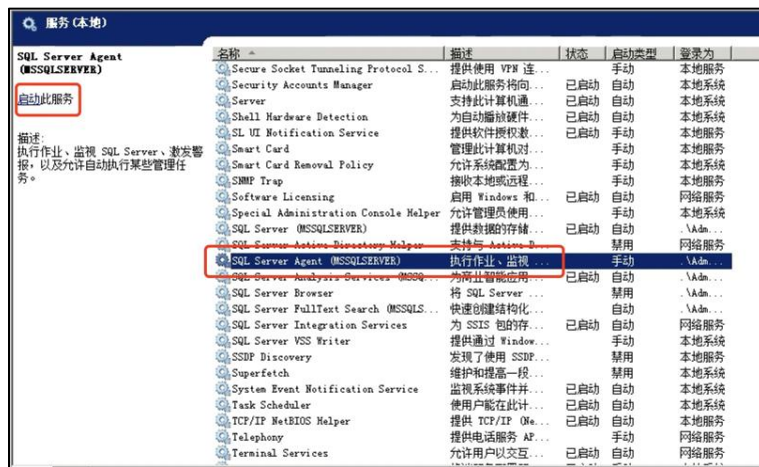 服务(本地)
SQL Server Agent
(MSSQLSERVER)
启动此服务
描述:
执行作业、监视 SQL Server、激发警
报，以及允许自动执行某些管理任
务。
名称 描述 状态 启动类型 登录为
Secure Socket Tunneling Protocol S... 提供使用 VPN 连... 手动 本地服务
Security Accounts Manager 启动此服务将向... 已启动 自动 本地系统
Server 支持此计算机通... 已启动 自动 本地系统
Shell Hardware Detection 为自动播放硬件... 已启动 自动 本地系统
SL UI Notification Service 提供软件授权激... 手动 本地服务
Smart Card 管理此计算机对... 手动 本地服务
Smart Card Removal Policy 允许系统配置为... 手动 本地系统
SNMP Trap 接收本地或远程... 手动 本地服务
Software Licensing 启用 Windows 和... 已启动 自动 网络服务
Special Administration Console Helper 允许管理员使用... 手动 本地系统
SQL Server (MSSQLSERVER) 提供数据的存储... 已启动 自动 .\Adm...
SQL Server Active Directory Helper 支持与 Active D... 禁用 网络服务
SQL Server Agent (MSSQLSERVER) 执行作业、监视 ... 手动 .\Adm...
SQL Server Analysis Services (MSSQ... 为商业智能应用... 已启动 自动 .\Adm...
SQL Server Browser 将 SQL Server ... 禁用 .\Adm...
SQL Server FullText Search (MSSQLS... 快速创建结构化... 自动 .\Adm...
SQL Server Integration Services 为 SSIS 包的存... 已启动 自动 网络服务
SQL Server VSS Writer 提供通过 Window... 手动 本地系统
SSDP Discovery 发现了使用 SSDP... 禁用 本地服务
Superfetch 维护和提高一段... 禁用 本地系统
System Event Notification Service 监视系统事件并... 已启动 自动 本地系统
Task Scheduler 使用户能在此计... 已启动 自动 本地系统
TCP/IP NetBIOS Helper 提供 TCP/IP (Ne... 已启动 自动 本地服务
Telephony 提供电话服务 AP... 手动 网络服务
Terminal Services 允许用户以交互... 已启动 自动 网络服务